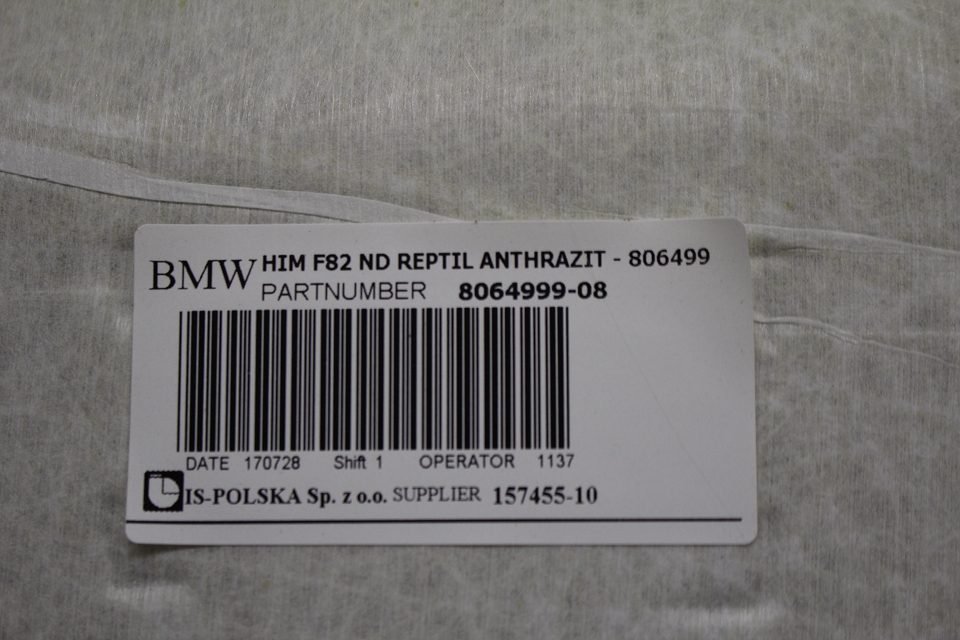 BMW HIM F82 ND REPTIL ANTHRAZIT - 806499
PARTNUMBER 8064999-08
DATE 170728 Shift 1 OPERATOR 1137
IS-POLSKA Sp. z o.o. SUPPLIER 157455-10